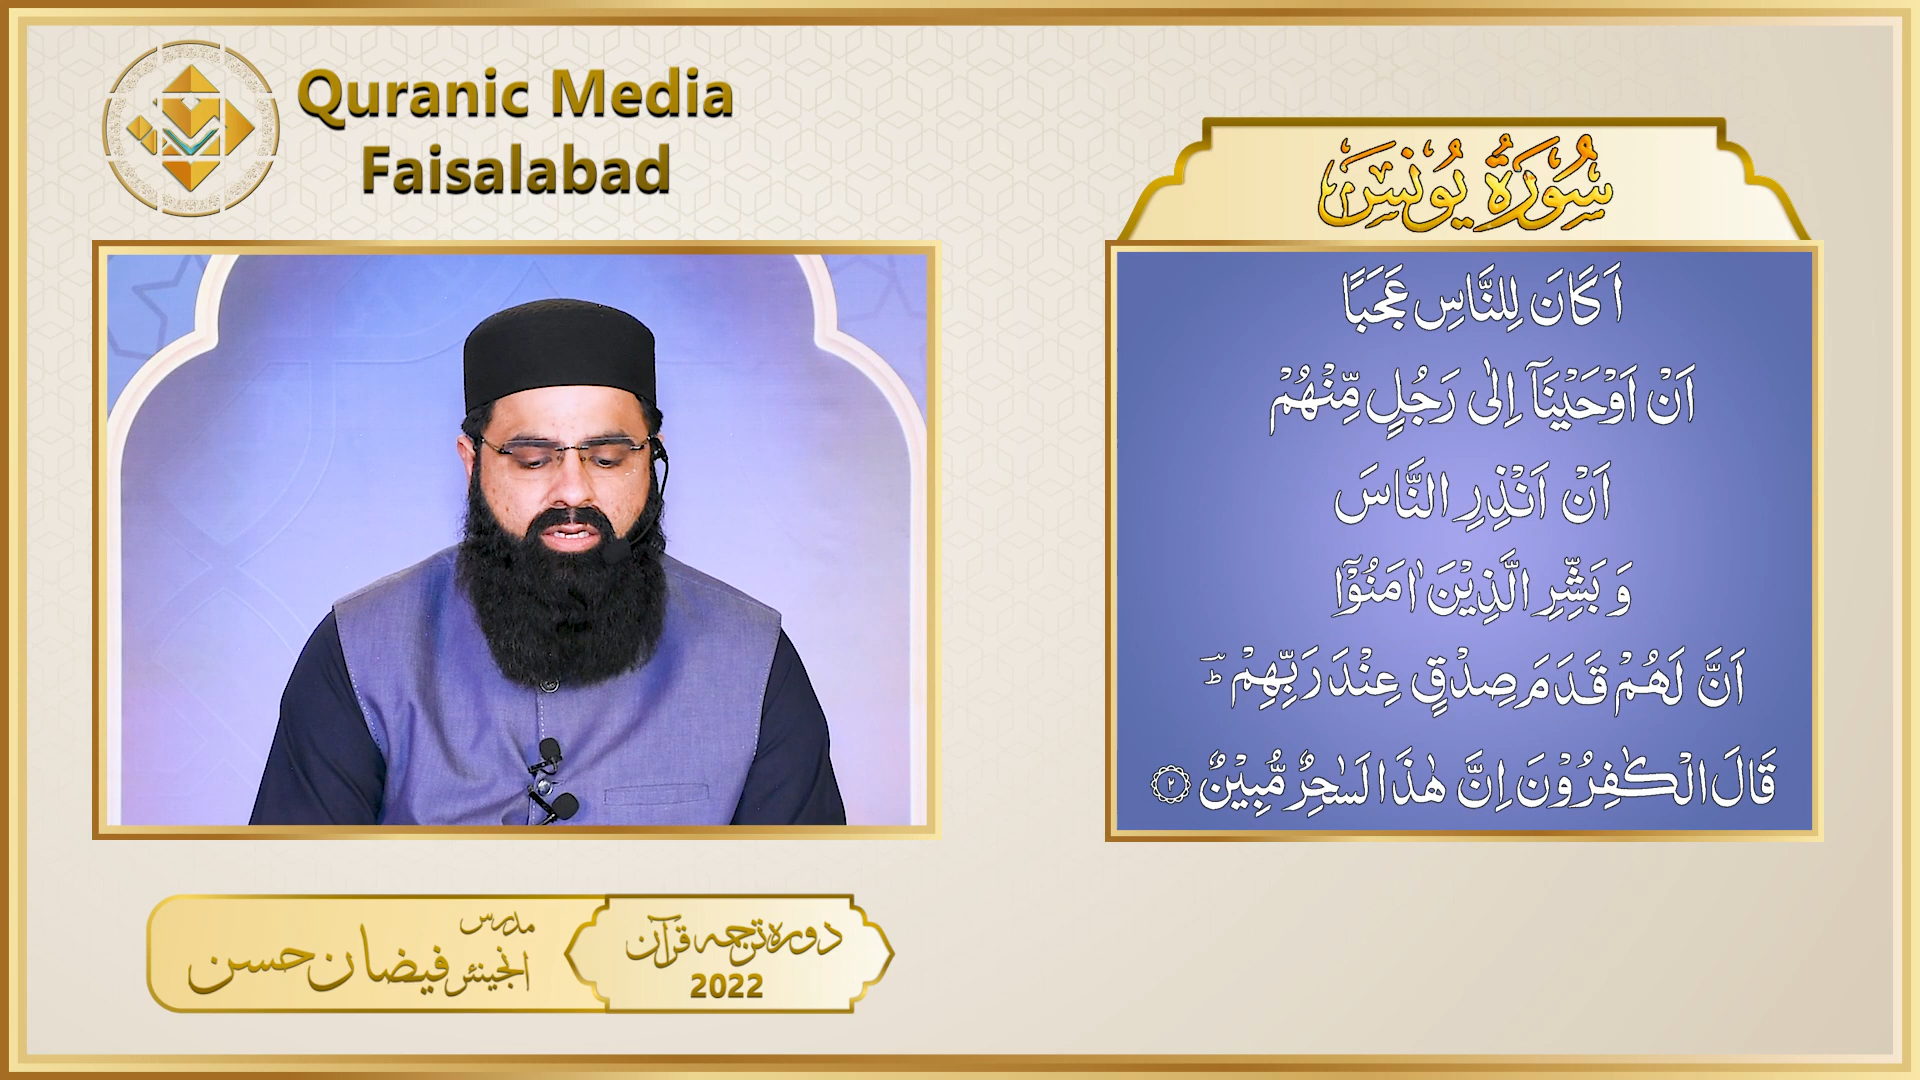 Quranic Media
Faisalabad
سُوْرَةُ يُوْنُسَ
اَكَانَ لِلنَّاسِ عَجَبًا
اَنْ اَوْحَيْنَاۤ اِلٰى رَجُلٍ مِّنْهُمْ
اَنْ اَنْذِرِ النَّاسَ
وَ بَشِّرِ الَّذِيْنَ اٰمَنُوْۤا
اَنَّ لَهُمْ قَدَمَ صِدْقٍ عِنْدَ رَبِّهِمْ ؔؕ
قَالَ الْكٰفِرُوْنَ اِنَّ هٰذَا لَسٰحِرٌ مُّبِيْنٌ ۲
دورہ ترجمہ قرآن
2022
مدرس
انجینئر فیضان حسن